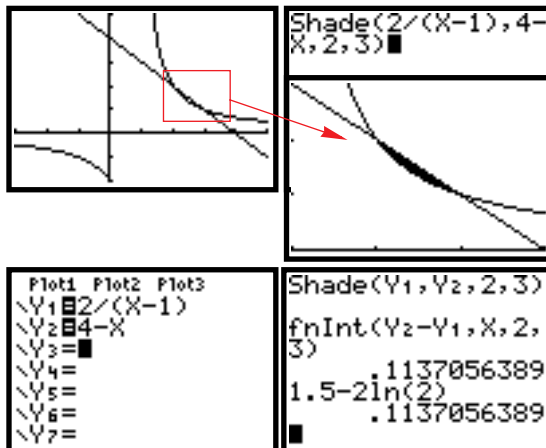 Shade(2/(X-1),4-
X,2,3)
Plot1 Plot2 Plot3
\Y₁=2/(X-1)
\Y₂=4-X
\Y₃=
\Y₄=
\Y₅=
\Y₆=
\Y₇=
Shade(Y₁,Y₂,2,3)
fnInt(Y₂-Y₁,X,2,
3)
.1137056389
1.5-2ln(2)
.1137056389